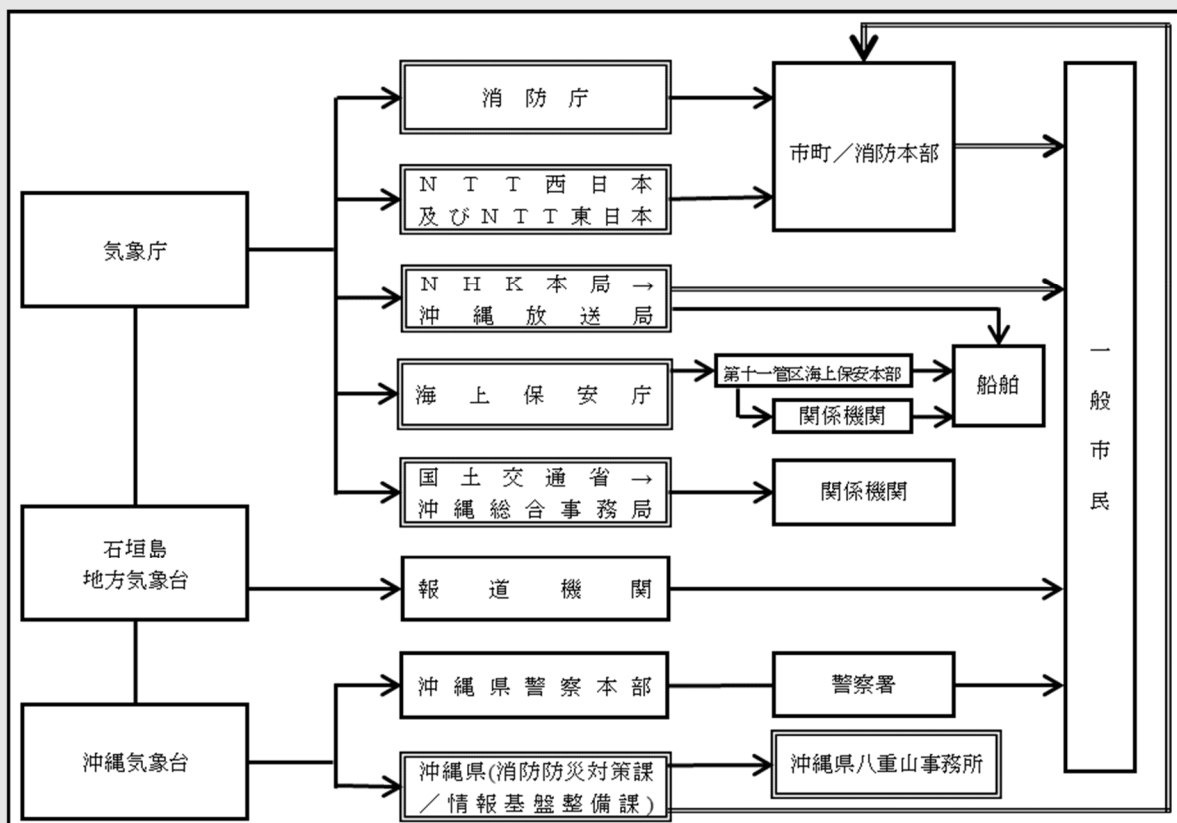 消防庁
市町／消防本部
NTT西日本
及びNTT東日本
気象庁
NHK本局→
沖縄放送局
一般市民
海上保安庁
第十一管区海上保安本部
関係機関
船舶
国土交通省→
沖縄総合事務局
関係機関
石垣島
地方気象台
報道機関
沖縄県警察本部
警察署
沖縄気象台
沖縄県(消防防災対策課
／情報基盤整備課)
沖縄県八重山事務所